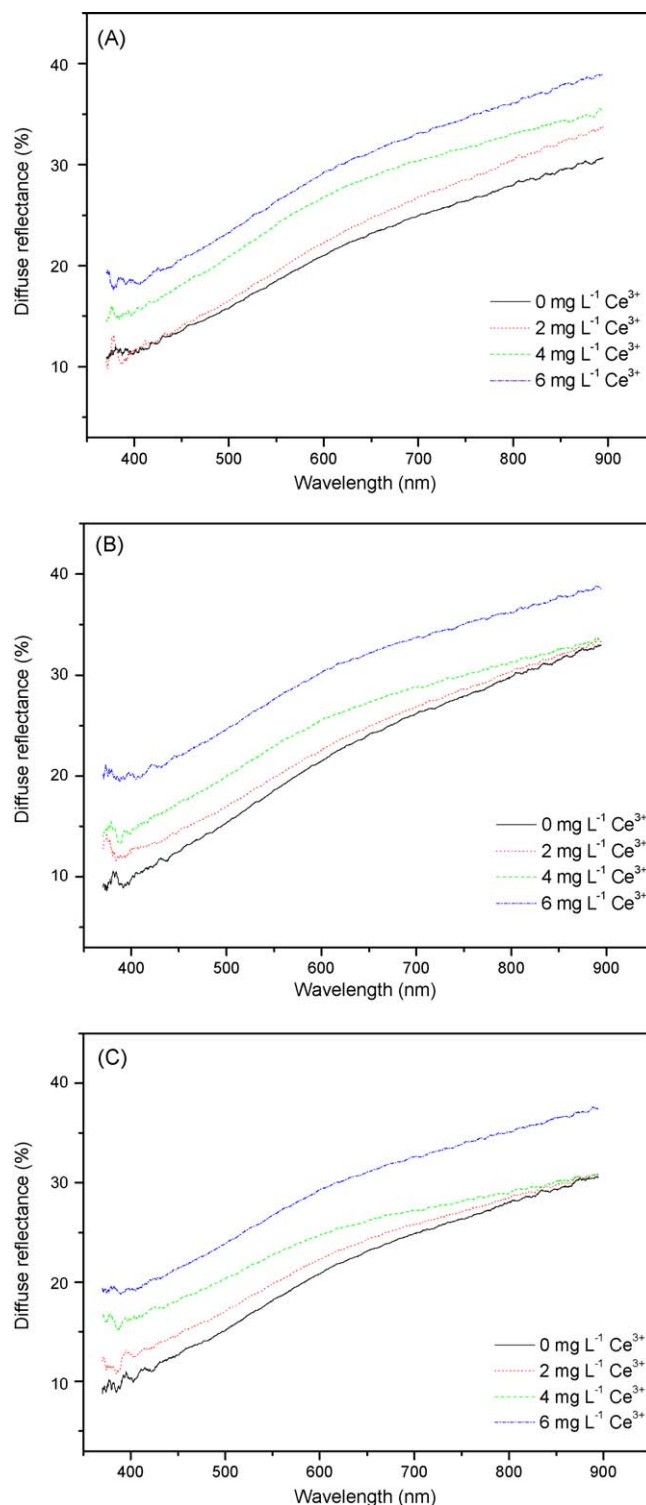 (A)
40
30
20
10
Diffuse reflectance (%)
0 mg L⁻¹ Ce³⁺
2 mg L⁻¹ Ce³⁺
4 mg L⁻¹ Ce³⁺
6 mg L⁻¹ Ce³⁺
400 500 600 700 800 900
Wavelength (nm)
(B)
40
30
20
10
Diffuse reflectance (%)
0 mg L⁻¹ Ce³⁺
2 mg L⁻¹ Ce³⁺
4 mg L⁻¹ Ce³⁺
6 mg L⁻¹ Ce³⁺
400 500 600 700 800 900
Wavelength (nm)
(C)
40
30
20
10
Diffuse reflectance (%)
0 mg L⁻¹ Ce³⁺
2 mg L⁻¹ Ce³⁺
4 mg L⁻¹ Ce³⁺
6 mg L⁻¹ Ce³⁺
400 500 600 700 800 900
Wavelength (nm)